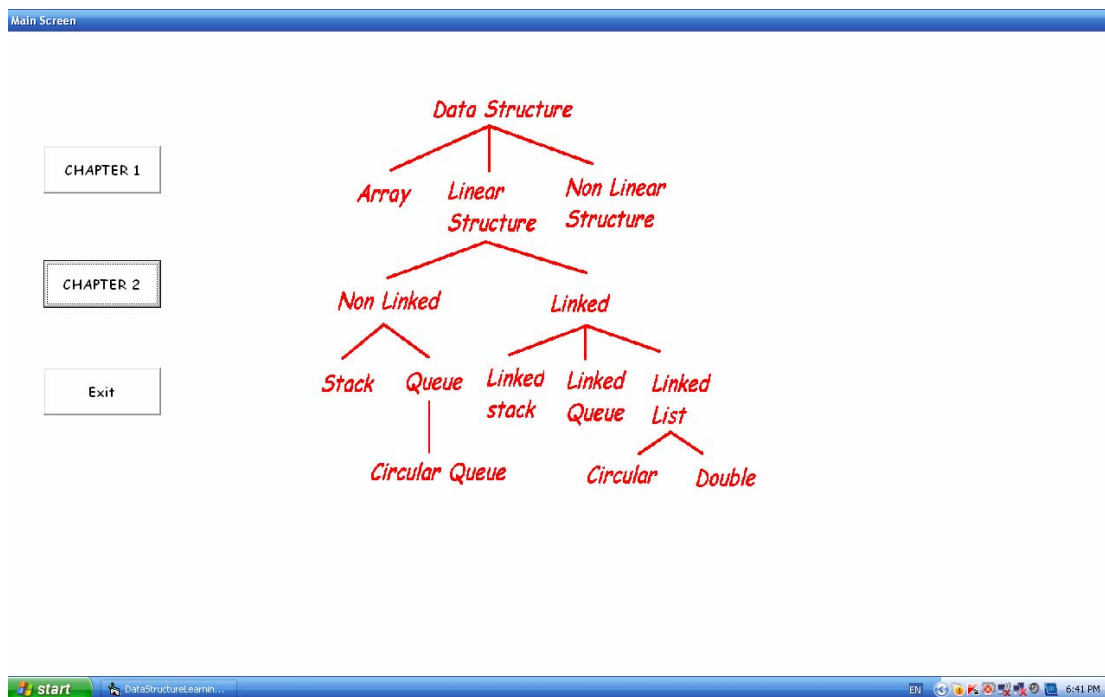 Main Screen
Data Structure
CHAPTER 1
Array
Linear
Structure
Non Linear
Structure
CHAPTER 2
Non Linked
Linked
Exit
Stack
Queue
Linked
stack
Linked
Queue
Linked
List
Circular Queue
Circular
Double
start
DataStructureLearnin...
EN
6:41 PM